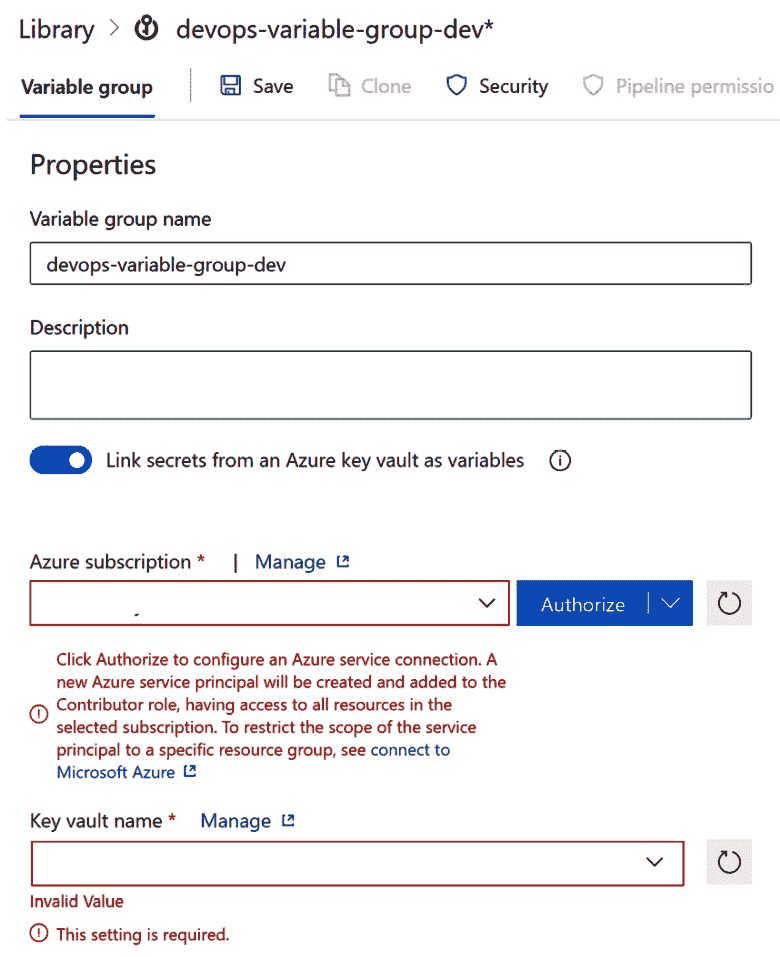 Library > devops-variable-group-dev*
Variable group | Save Clone Security Pipeline permissio
Properties
Variable group name
devops-variable-group-dev
Description
Link secrets from an Azure key vault as variables
Azure subscription * | Manage
Authorize
Click Authorize to configure an Azure service connection. A
new Azure service principal will be created and added to the
Contributor role, having access to all resources in the
selected subscription. To restrict the scope of the service
principal to a specific resource group, see connect to
Microsoft Azure
Key vault name * Manage
Invalid Value
This setting is required.